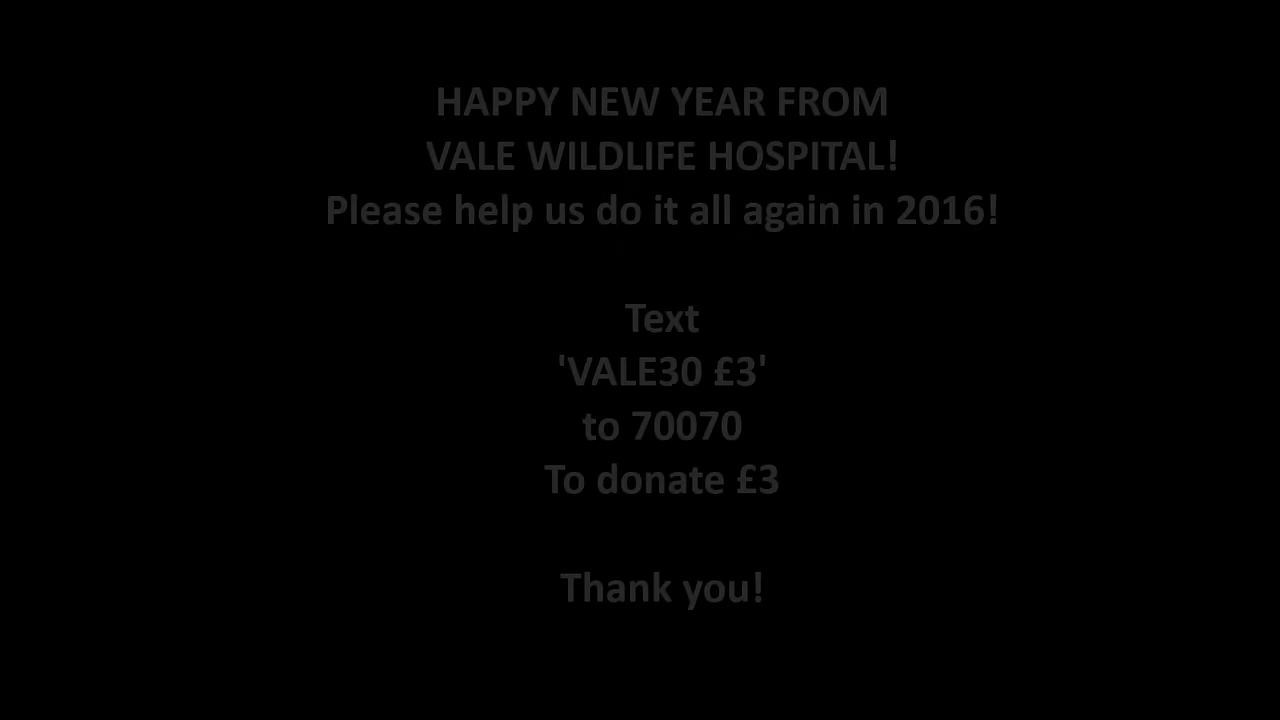 HAPPY NEW YEAR FROM
VALE WILDLIFE HOSPITAL!
Please help us do it all again in 2016!
Text
'VALE30 £3'
to 70070
To donate £3
Thank you!